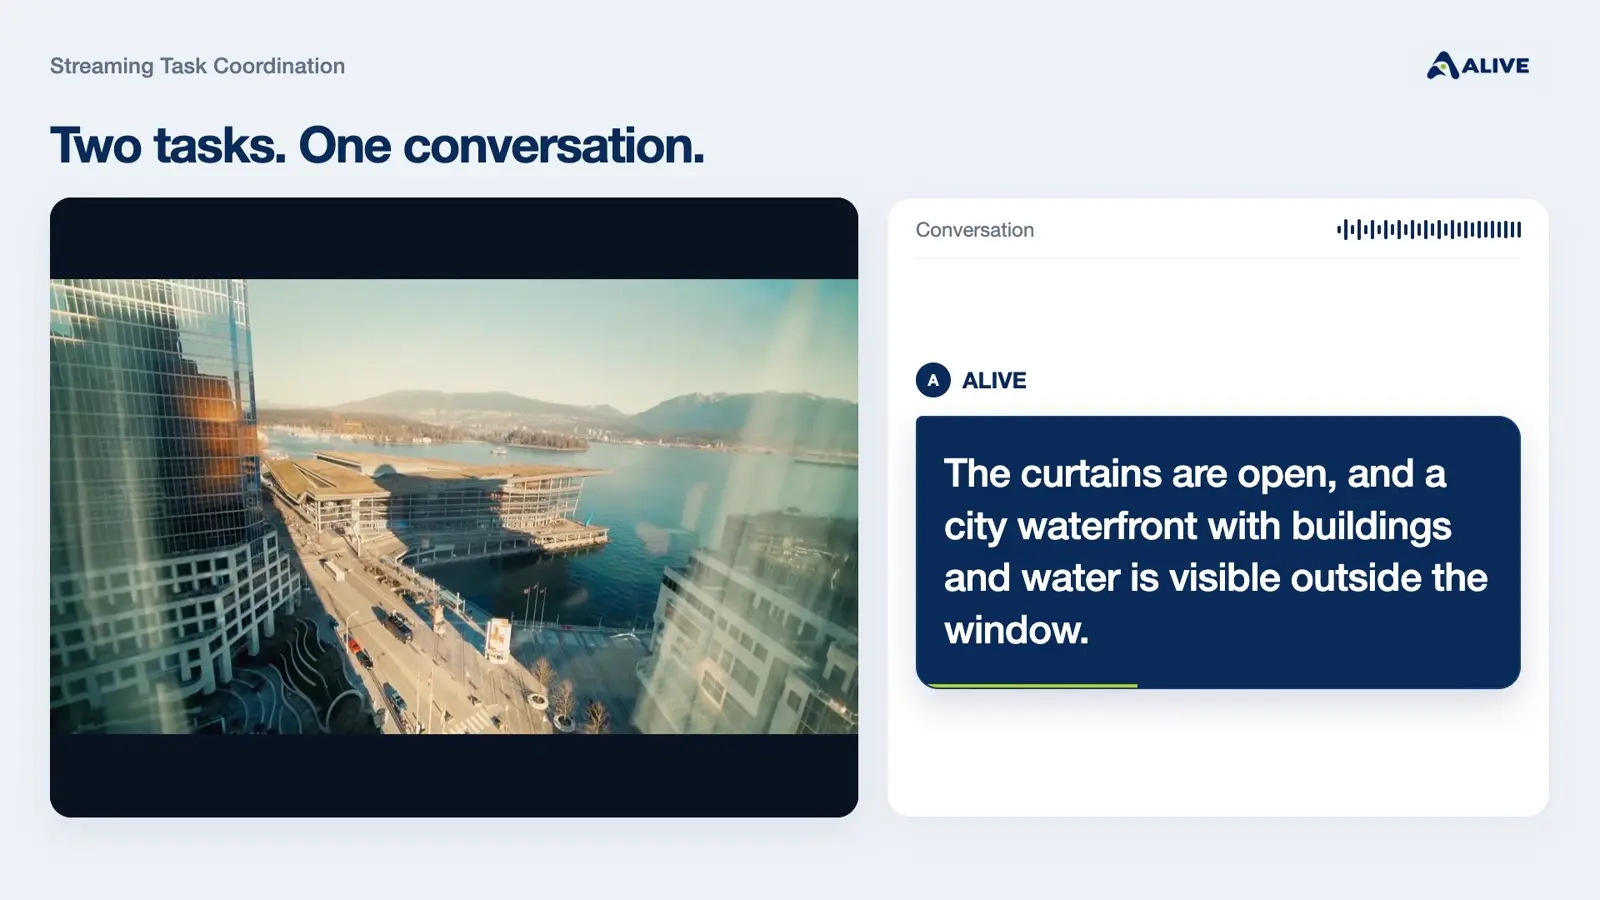 Streaming Task Coordination
ALIVE
Two tasks. One conversation.
Conversation
A ALIVE
The curtains are open, and a
city waterfront with buildings
and water is visible outside the
window.